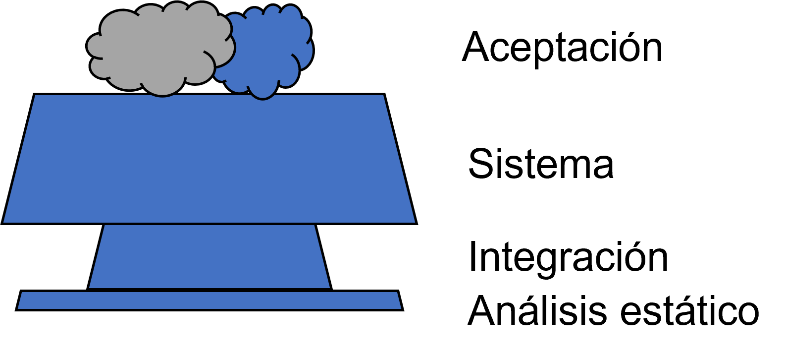 Aceptación
Sistema
Integración
Análisis estático